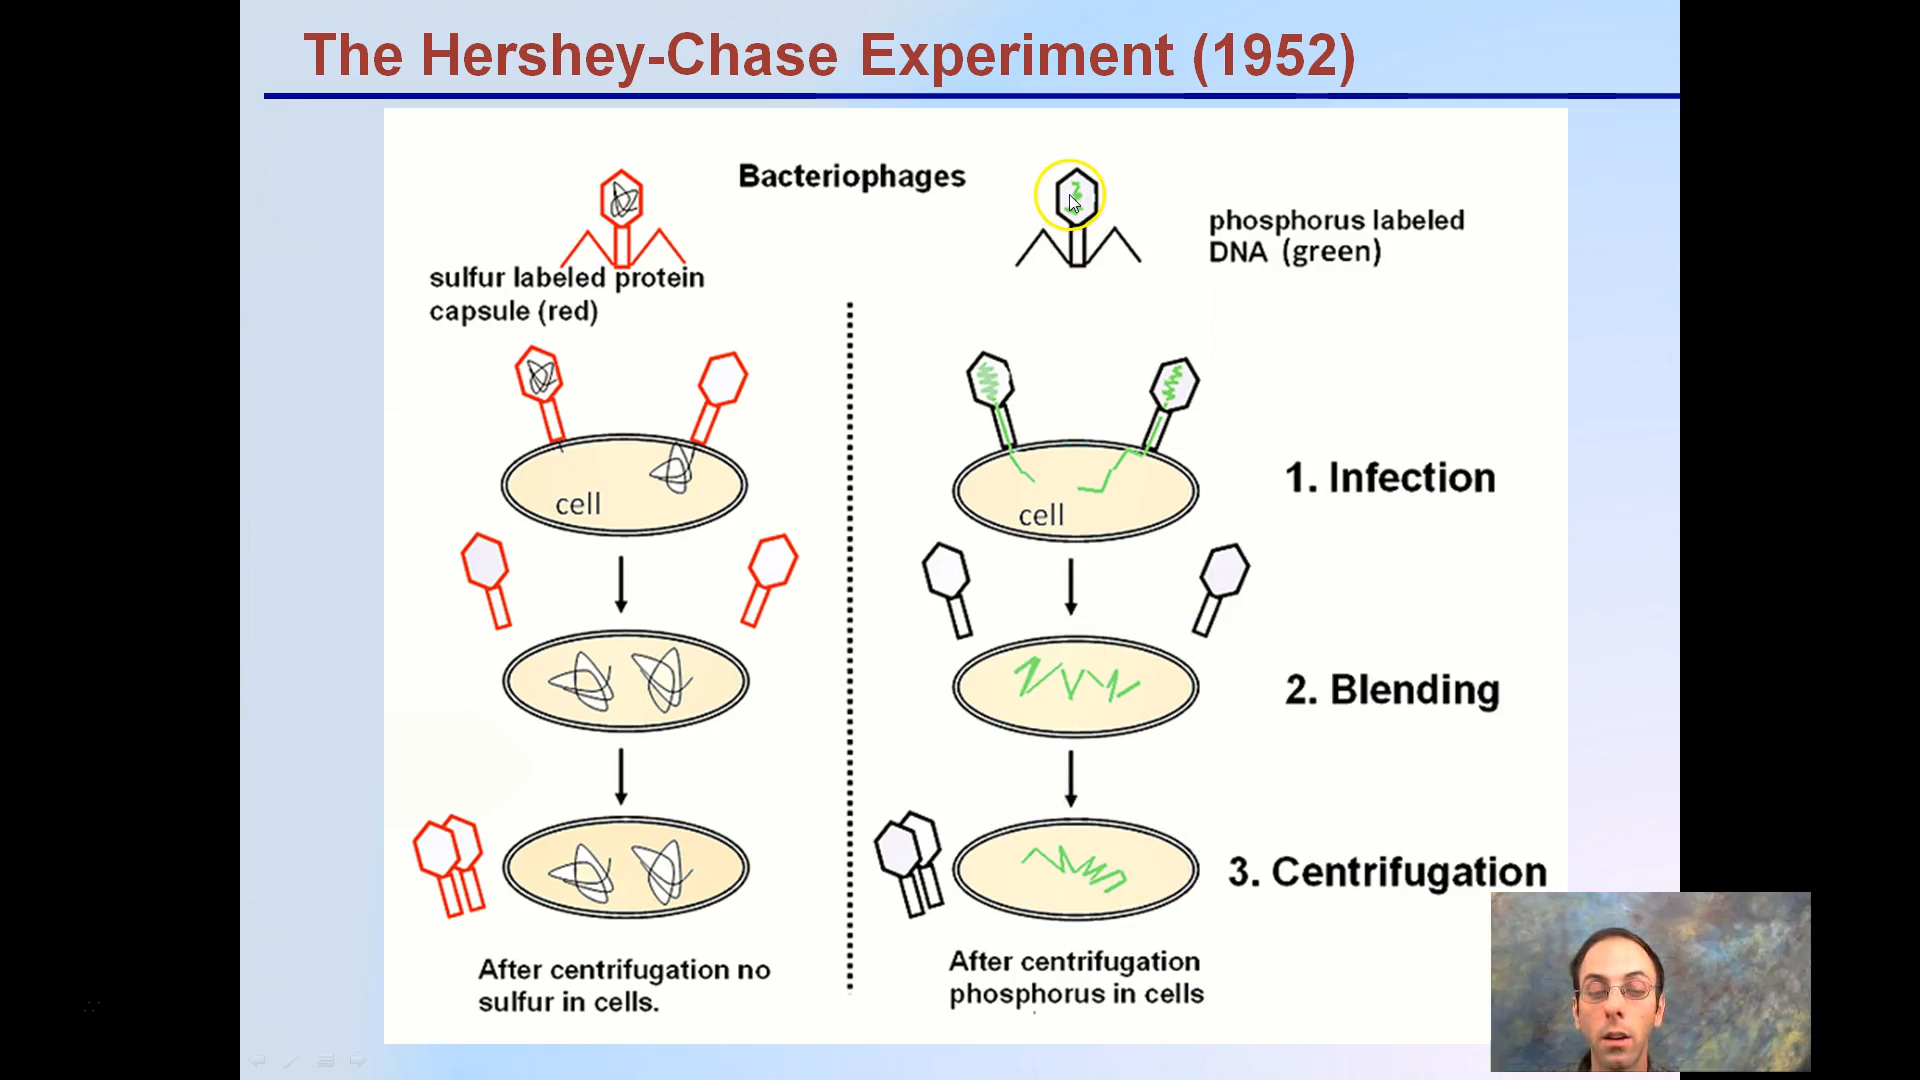 The Hershey-Chase Experiment (1952)
Bacteriophages
sulfur labeled protein
capsule (red)
phosphorus labeled
DNA (green)
cell
cell
1. Infection
2. Blending
3. Centrifugation
After centrifugation no
sulfur in cells.
After centrifugation
phosphorus in cells